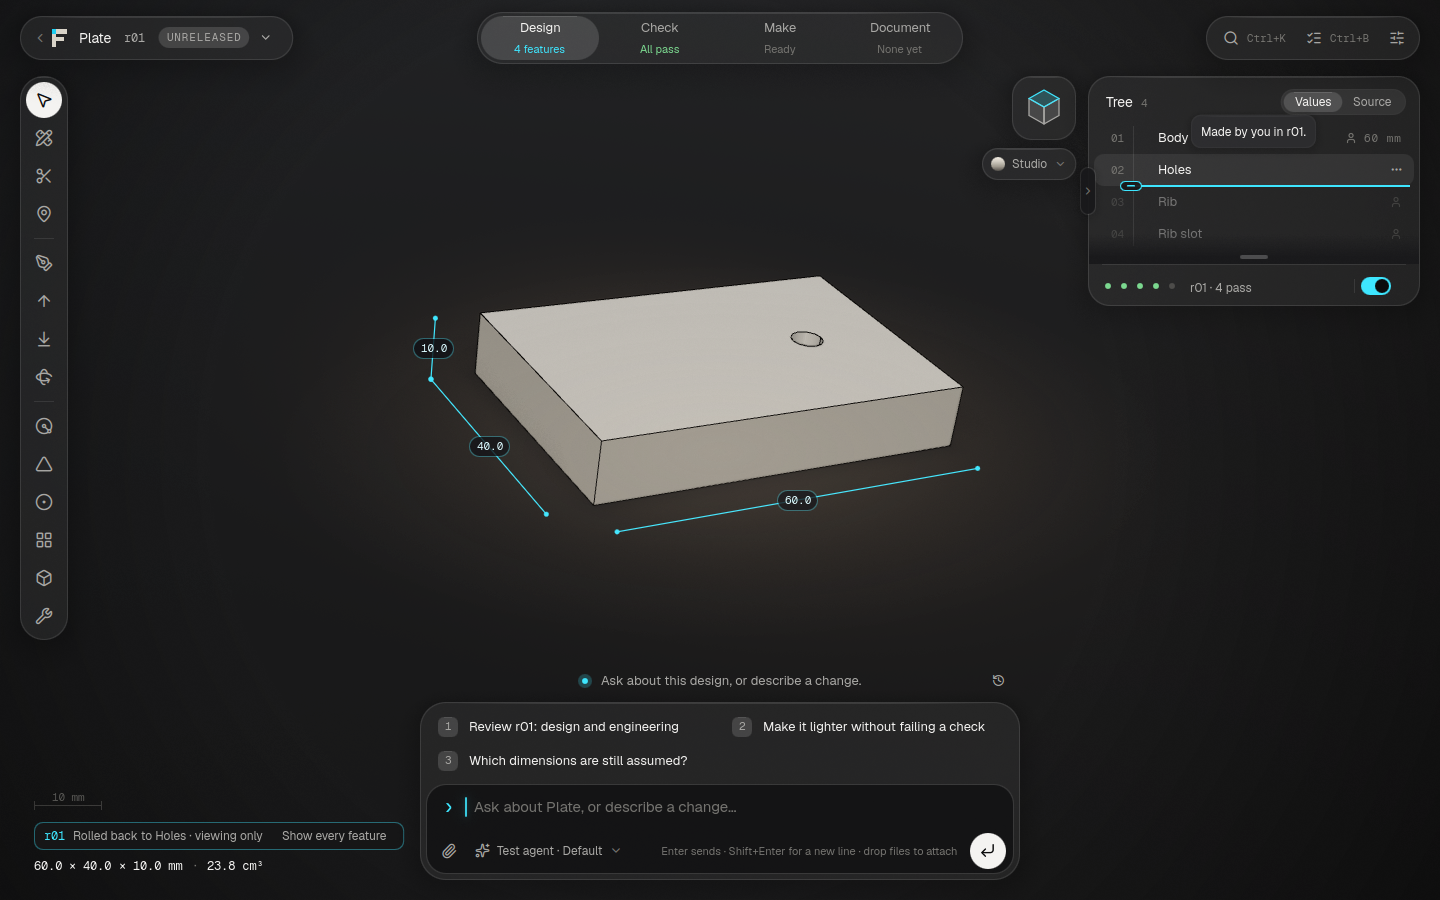 Plate r01 UNRELEASED
Design
4 features
Check
All pass
Make
Ready
Document
None yet
Ctrl+K
Ctrl+B
Studio
Tree 4
Values
Source
01 Body
60 mm
Made by you in r01.
02 Holes
03 Rib
04 Rib slot
r01 · 4 pass
10.0
40.0
60.0
Ask about this design, or describe a change.
1 Review r01: design and engineering
2 Make it lighter without failing a check
3 Which dimensions are still assumed?
Ask about Plate, or describe a change...
Test agent · Default
Enter sends · Shift+Enter for a new line · drop files to attach
10 mm
r01 Rolled back to Holes · viewing only
Show every feature
60.0 × 40.0 × 10.0 mm · 23.8 cm³